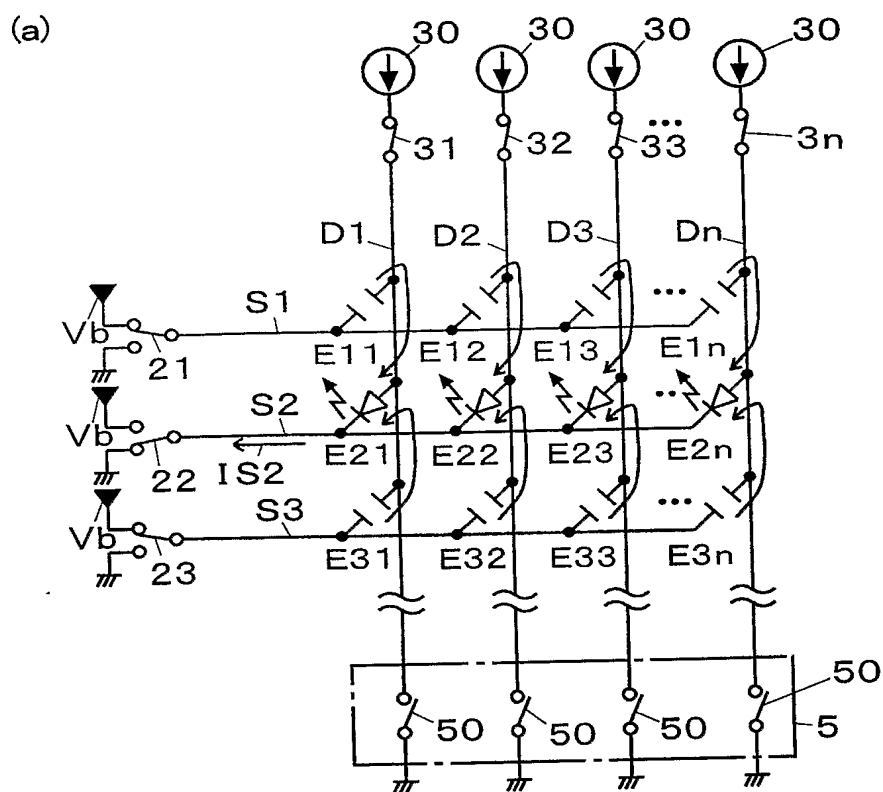 (a)
30 30 30 30
31 32 33 ••• 3n
D1 D2 D3 Dn
Vb S1 •••
21 E11 E12 E13 E1n
Vb S2 •••
22 IS2 E21 E22 E23 E2n
Vb S3 •••
23 E31 E32 E33 E3n
50
50 50 50 5